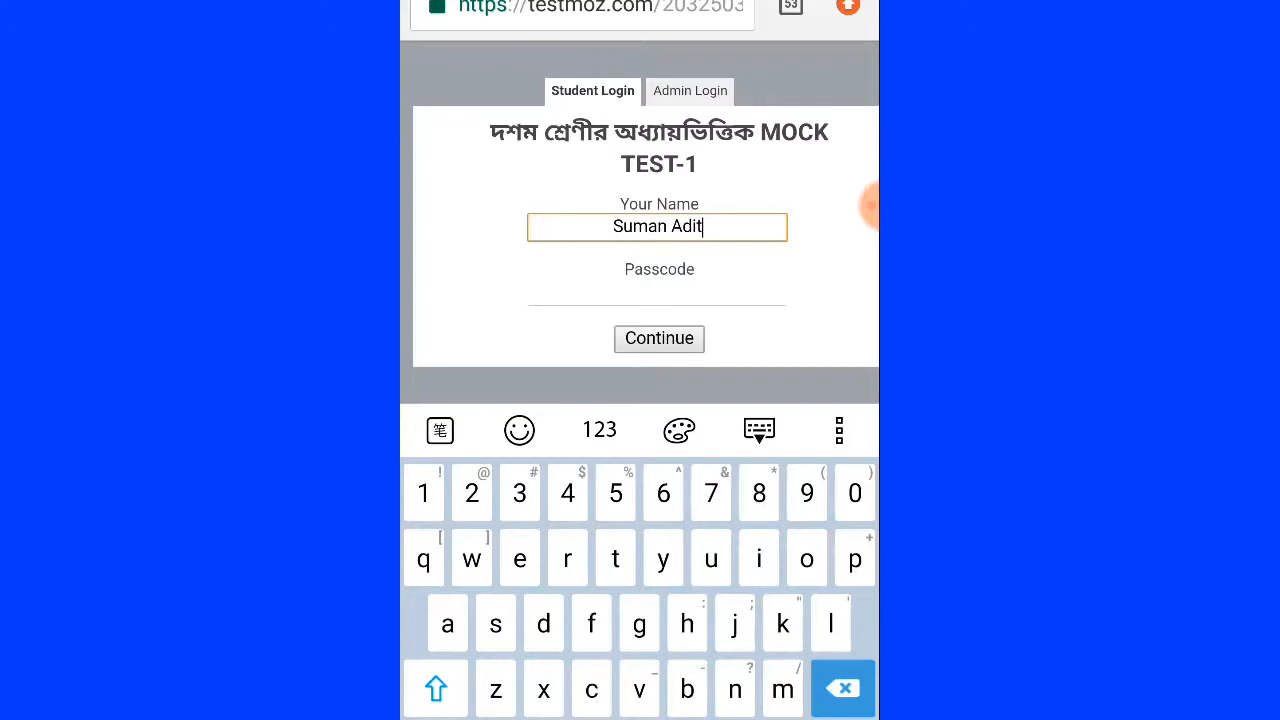 https://testmoz.com/2032503
53
Student Login
Admin Login
দশম শ্রেণীর অধ্যায়ভিত্তিক MOCK
TEST-1
Your Name
Suman Adit
Passcode
Continue
笔
123
! @ # $ % ^ & * ( )
1 2 3 4 5 6 7 8 9 0
[ ] +
q w e r t y u i o p
: ; " '
a s d f g h j k l
_ - ? /
z x c v b n m